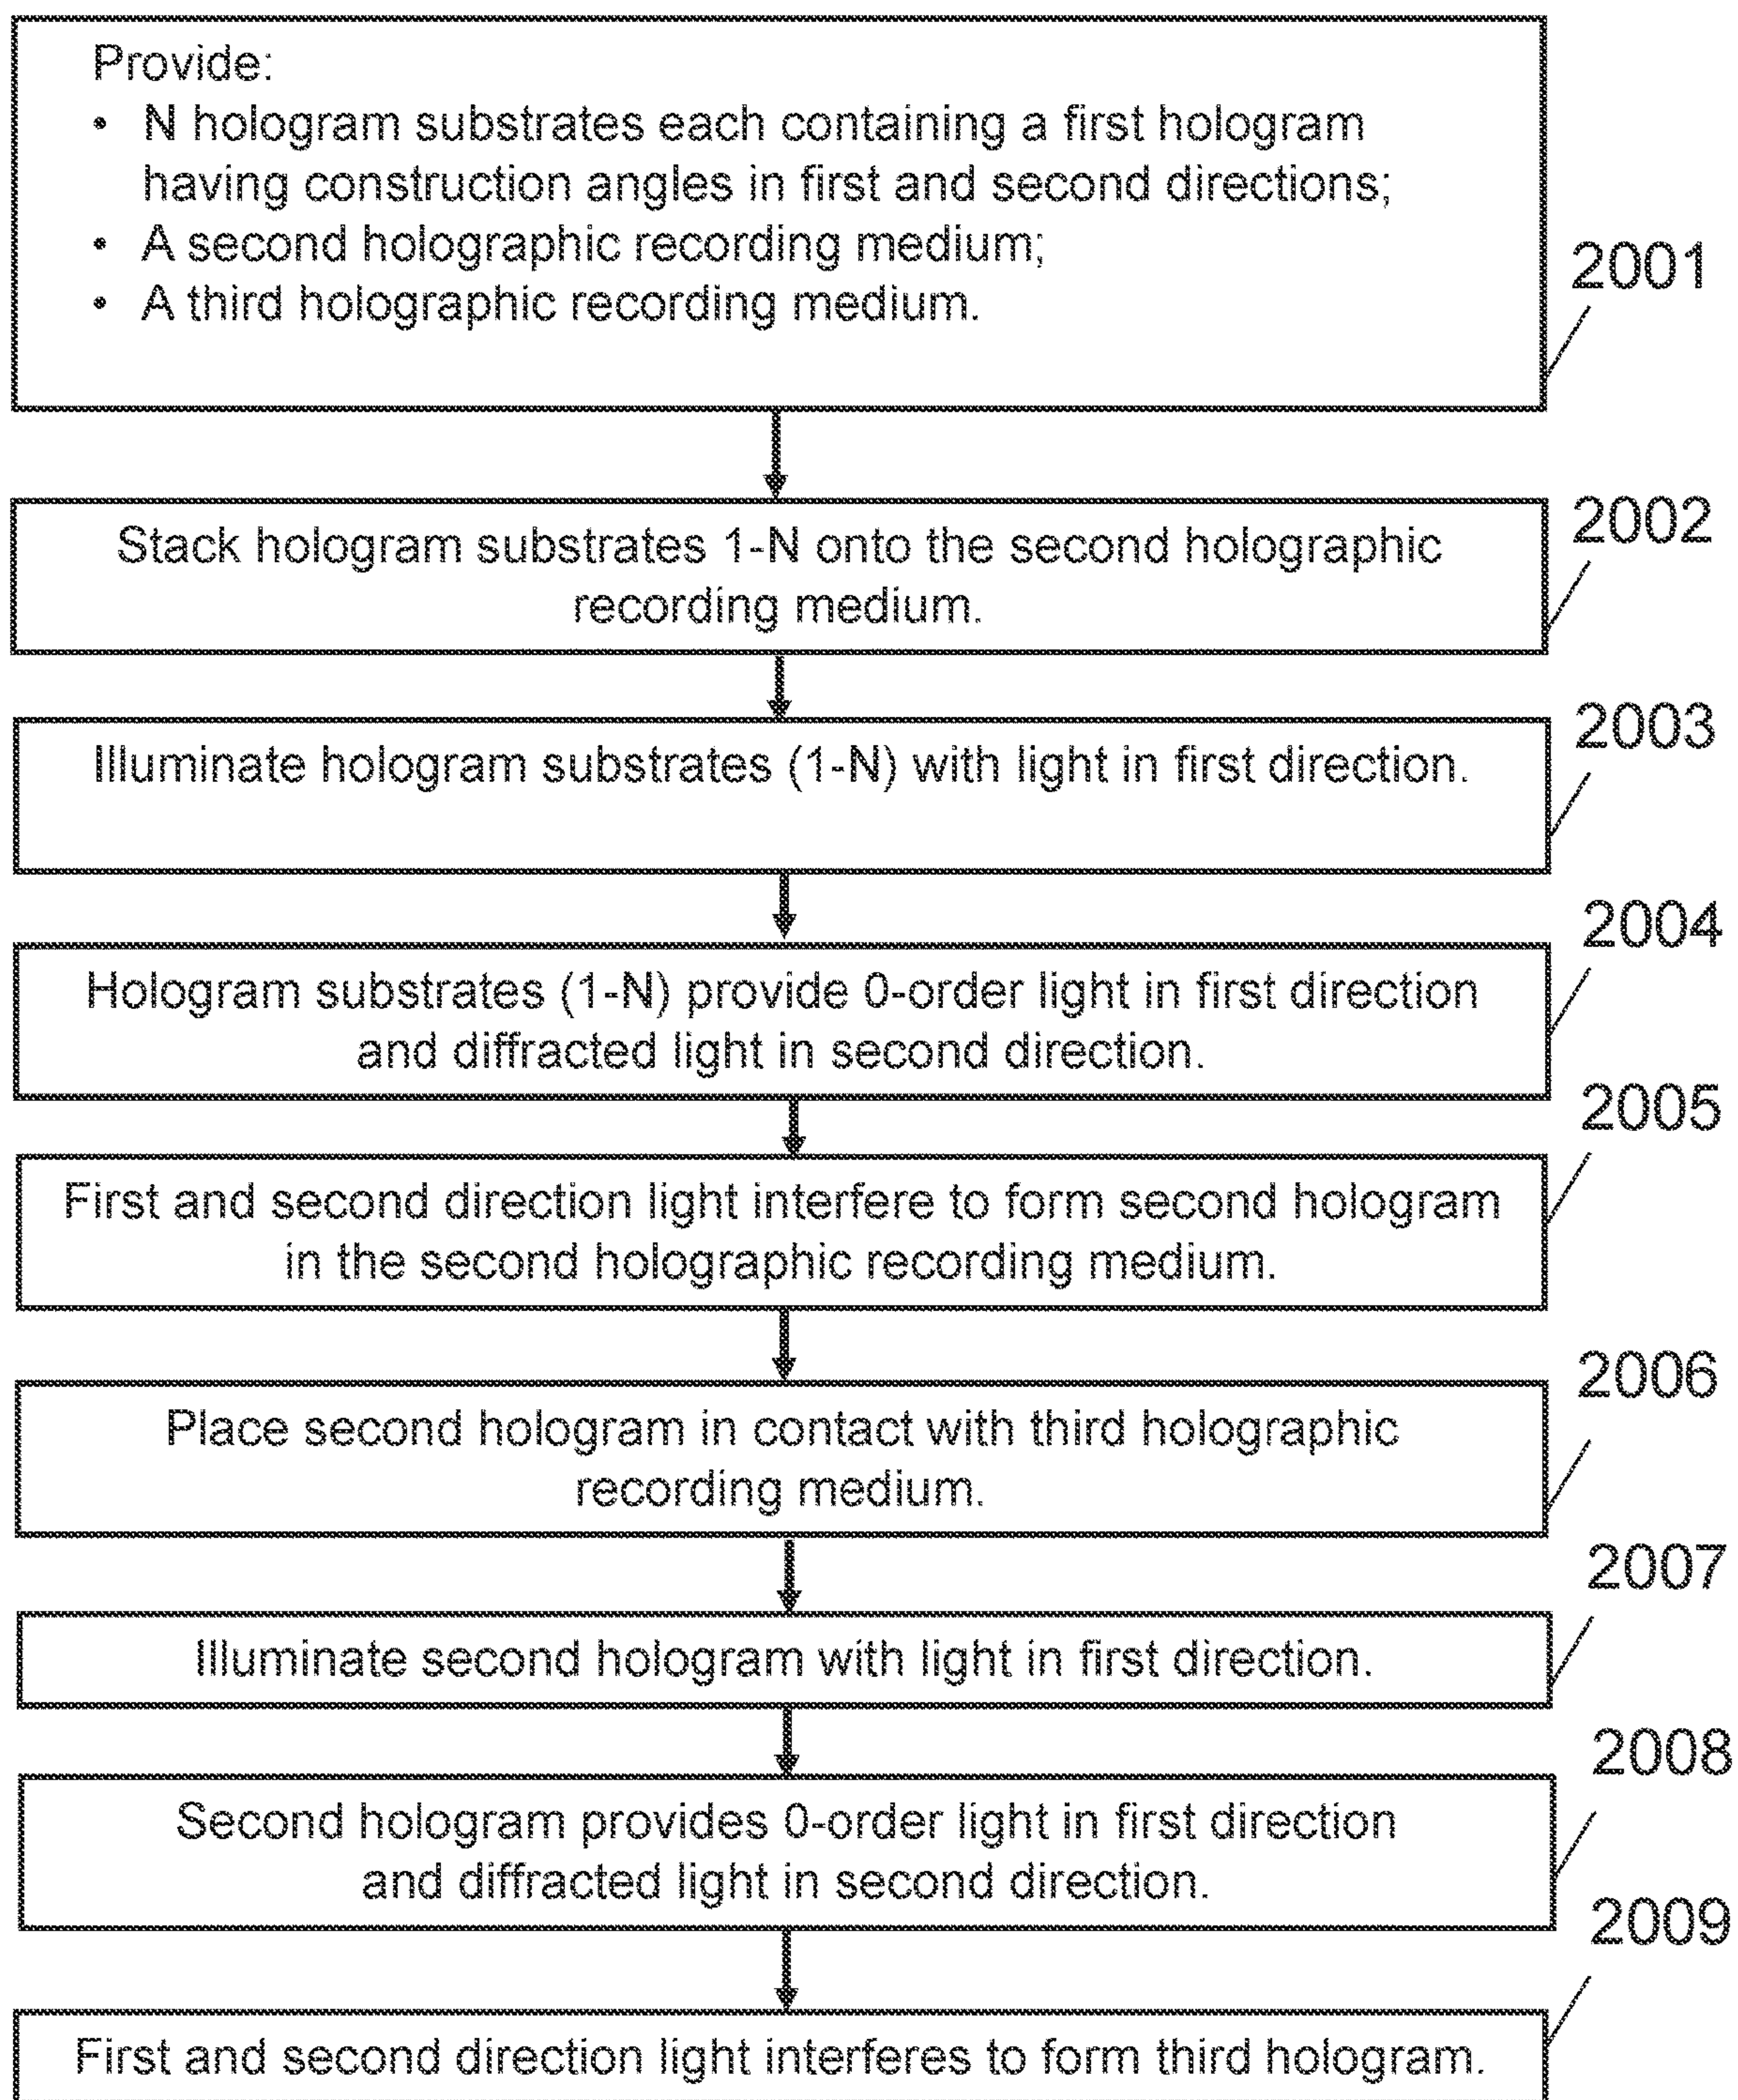 Provide:
• N hologram substrates each containing a first hologram
having construction angles in first and second directions;
• A second holographic recording medium;
• A third holographic recording medium.
2001
Stack hologram substrates 1-N onto the second holographic
recording medium.
2002
Illuminate hologram substrates (1-N) with light in first direction.
2003
Hologram substrates (1-N) provide 0-order light in first direction
and diffracted light in second direction.
2004
First and second direction light interfere to form second hologram
in the second holographic recording medium.
2005
Place second hologram in contact with third holographic
recording medium.
2006
Illuminate second hologram with light in first direction.
2007
Second hologram provides 0-order light in first direction
and diffracted light in second direction.
2008
First and second direction light interferes to form third hologram.
2009